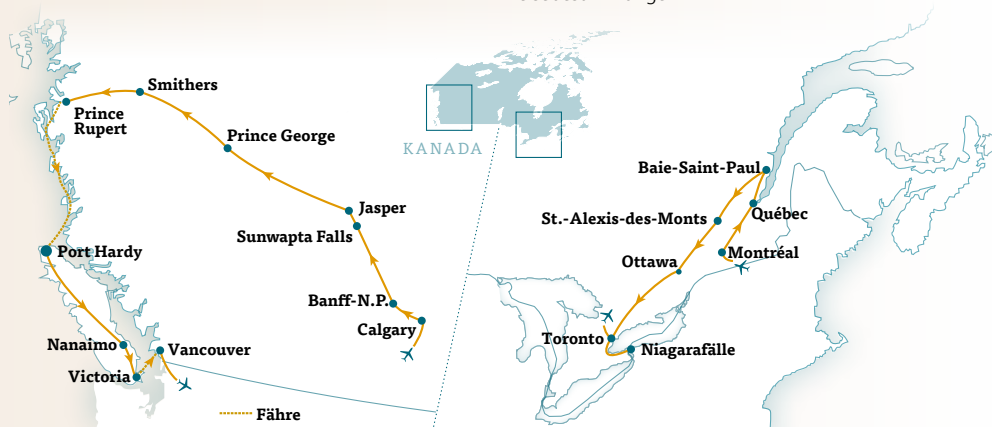 Smithers
Prince
Rupert
Prince George
Jasper
Sunwapta Falls
Port Hardy
Banff-N.P.
Calgary
Nanaimo
Vancouver
Victoria
Fähre
KANADA
Baie-Saint-Paul
Québec
St.-Alexis-des-Monts
Montréal
Ottawa
Toronto
Niagarafälle